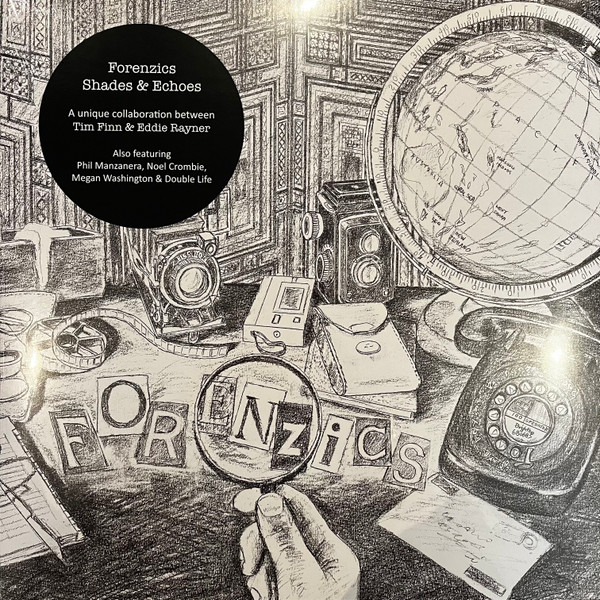 Forenzics
Shades & Echoes
A unique collaboration between
Tim Finn & Eddie Rayner
Also featuring
Phil Manzanera, Noel Crombie,
Megan Washington & Double Life
FORENZiCS